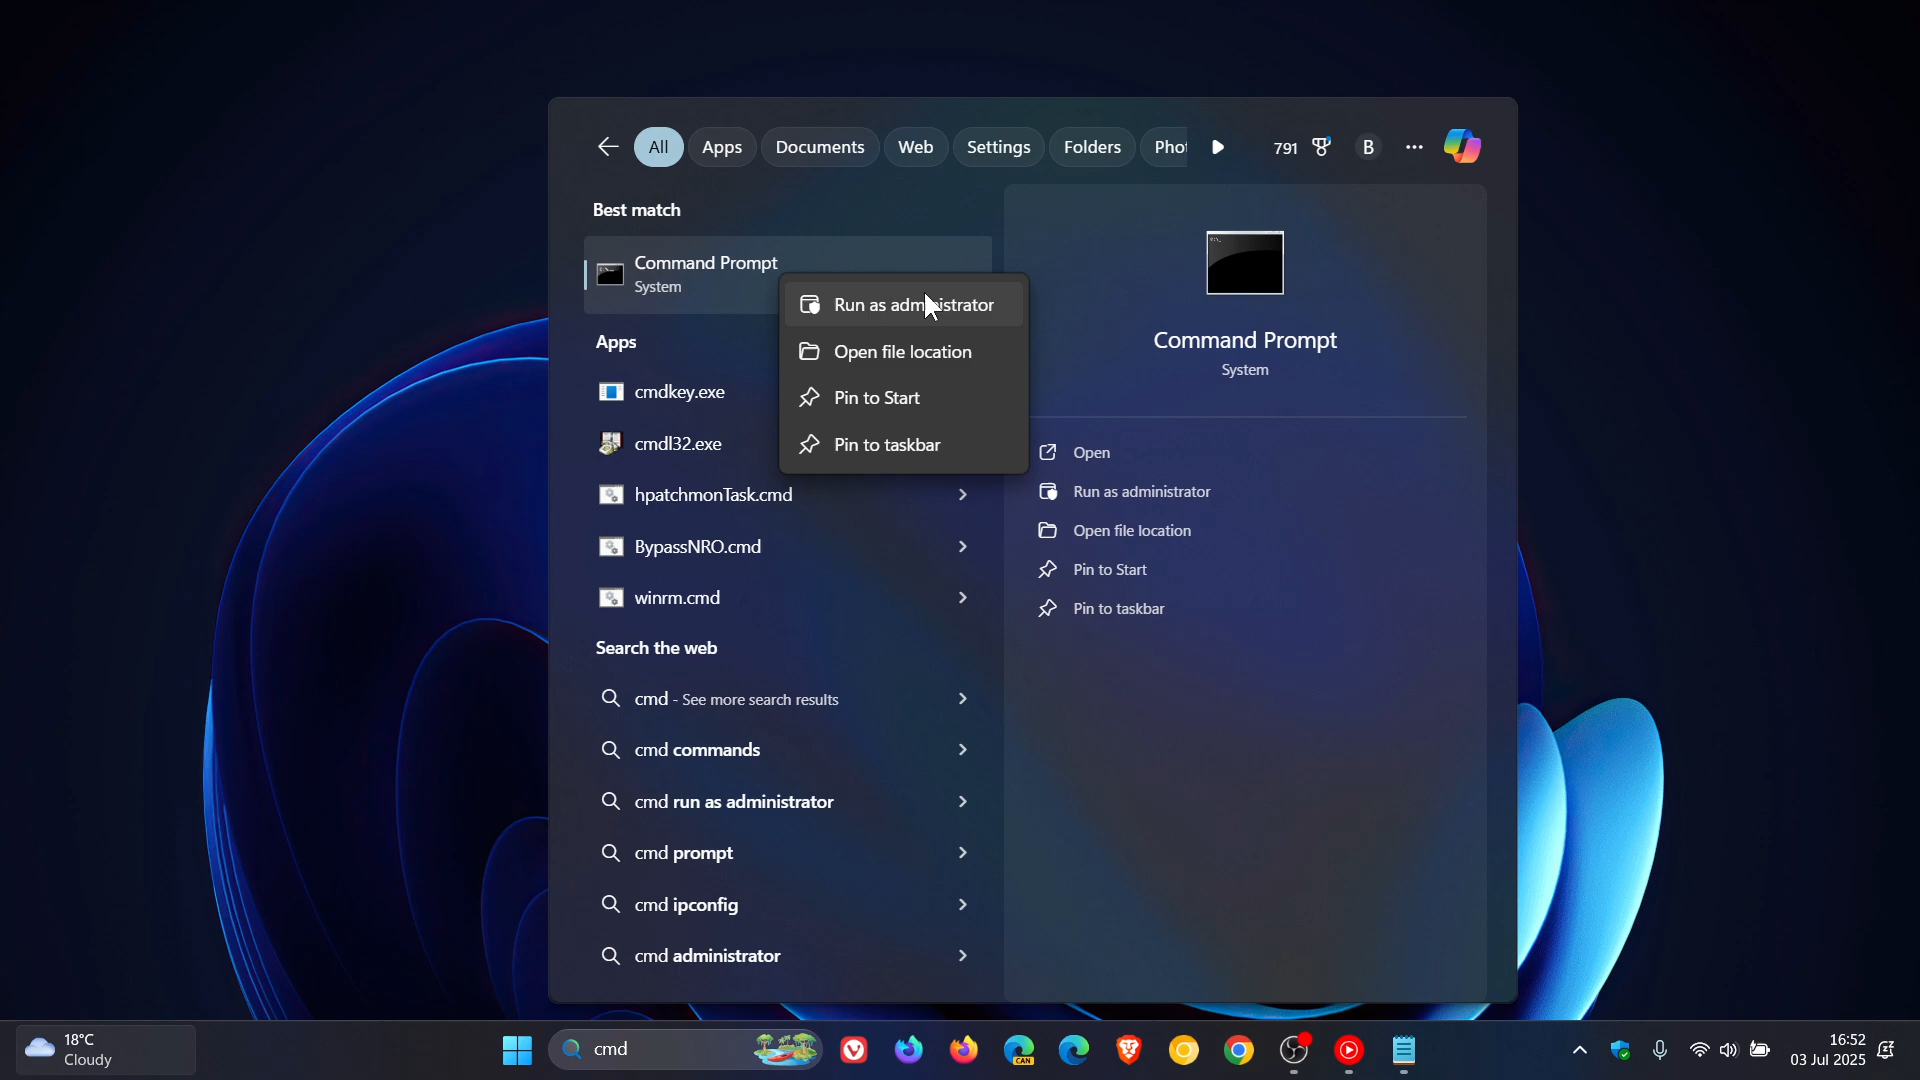 All
Apps
Documents
Web
Settings
Folders
Phot
791
B
Best match
Command Prompt
System
Run as administrator
Open file location
Pin to Start
Pin to taskbar
Apps
cmdkey.exe
cmdl32.exe
hpatchmonTask.cmd
BypassNRO.cmd
winrm.cmd
Search the web
cmd - See more search results
cmd commands
cmd run as administrator
cmd prompt
cmd ipconfig
cmd administrator
Command Prompt
System
Open
Run as administrator
Open file location
Pin to Start
Pin to taskbar
18°C
Cloudy
cmd
CAN
16:52
03 Jul 2025